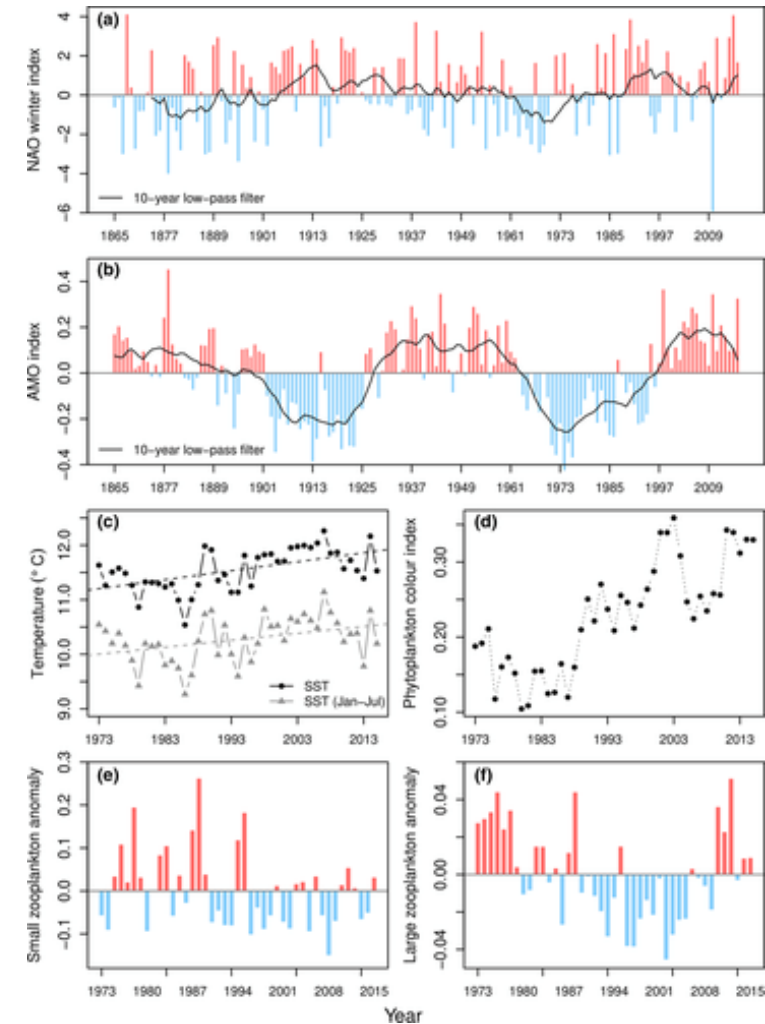 (a)
NAO winter index
4
2
0
−2
−4
−6
10−year low−pass filter
1865 1877 1889 1901 1913 1925 1937 1949 1961 1973 1985 1997 2009
(b)
AMO index
0.4
0.2
0.0
−0.2
−0.4
10−year low−pass filter
1865 1877 1889 1901 1913 1925 1937 1949 1961 1973 1985 1997 2009
(c)
Temperature (° C)
12.0
11.0
10.0
9.0
SST
SST (Jan−Jul)
1973 1983 1993 2003 2013
(d)
Phytoplankton colour index
0.30
0.20
0.10
1973 1983 1993 2003 2013
(e)
Small zooplankton anomaly
0.3
0.2
0.1
0.0
−0.1
1973 1980 1987 1994 2001 2008 2015
(f)
Large zooplankton anomaly
0.04
0.00
−0.04
1973 1980 1987 1994 2001 2008 2015
Year